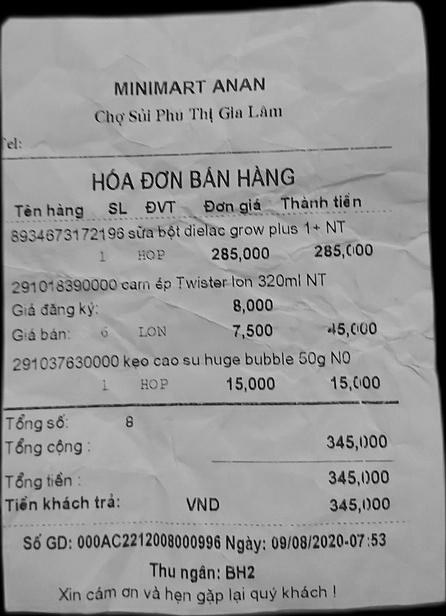 MINIMART ANAN
Chợ Sủi Phu Thị Gia Lâm
Tel:
HÓA ĐƠN BÁN HÀNG
Tên hàng SL ĐVT Đơn giá Thành tiền
8934673172196 sữa bột dielac grow plus 1+ NT
1 HOP 285,000 285,000
291018390000 cam ép Twister lon 320ml NT
Giá đăng ký: 8,000
Giá bán: 6 LON 7,500 45,000
291037630000 kẹo cao su huge bubble 50g N0
1 HOP 15,000 15,000
Tổng số: 8
Tổng cộng : 345,000
Tổng tiền : 345,000
Tiền khách trả: VND 345,000
Số GD: 000AC2212008000996 Ngày: 09/08/2020-07:53
Thu ngân: BH2
Xin cảm ơn và hẹn gặp lại quý khách !